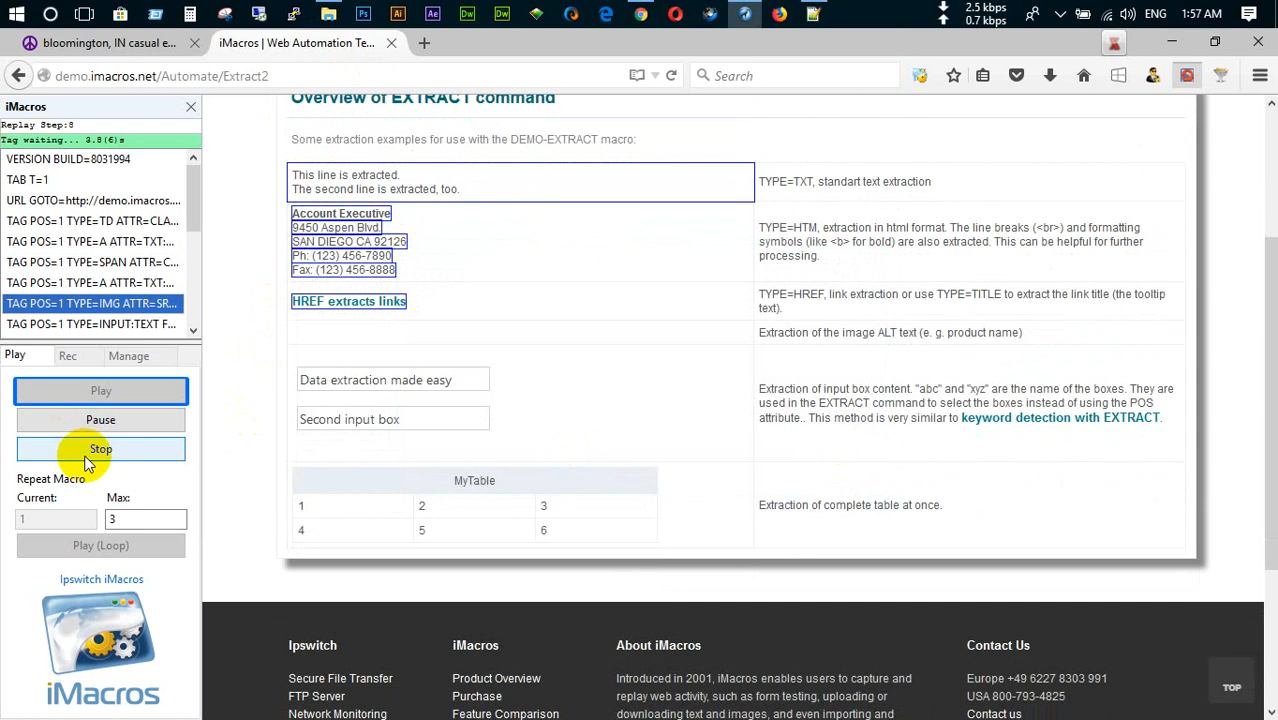 2.5 kbps
0.7 kbps
ENG
1:57 AM
bloomington, IN casual e...
iMacros | Web Automation Te...
demo.imacros.net/Automate/Extract2
Search
iMacros
Replay Step:8
Tag waiting... 3.8(6)s
VERSION BUILD=8031994
TAB T=1
URL GOTO=http://demo.imacros....
TAG POS=1 TYPE=TD ATTR=CLA...
TAG POS=1 TYPE=A ATTR=TXT:...
TAG POS=1 TYPE=SPAN ATTR=C...
TAG POS=1 TYPE=A ATTR=TXT:...
TAG POS=1 TYPE=IMG ATTR=SR...
TAG POS=1 TYPE=INPUT:TEXT F...
Play
Rec
Manage
Play
Pause
Stop
Repeat Macro
Current:
Max:
1
3
Play (Loop)
Ipswitch iMacros
iMacros
Overview of EXTRACT command
Some extraction examples for use with the DEMO-EXTRACT macro:
This line is extracted.
The second line is extracted, too.
TYPE=TXT, standart text extraction
Account Executive
9450 Aspen Blvd.
SAN DIEGO CA 92126
Ph: (123) 456-7890
Fax: (123) 456-8888
TYPE=HTM, extraction in html format. The line breaks (<br>) and formatting
symbols (like <b> for bold) are also extracted. This can be helpful for further
processing.
HREF extracts links
TYPE=HREF, link extraction or use TYPE=TITLE to extract the link title (the tooltip
text).
Extraction of the image ALT text (e. g. product name)
Data extraction made easy
Second input box
Extraction of input box content. "abc" and "xyz" are the name of the boxes. They are
used in the EXTRACT command to select the boxes instead of using the POS
attribute.. This method is very similar to keyword detection with EXTRACT.
MyTable
1 2 3
4 5 6
Extraction of complete table at once.
Ipswitch
Secure File Transfer
FTP Server
Network Monitoring
iMacros
Product Overview
Purchase
Feature Comparison
About iMacros
Introduced in 2001, iMacros enables users to capture and
replay web activity, such as form testing, uploading or
downloading text and images, and even importing and
Contact Us
Europe +49 6227 8303 991
USA 800-793-4825
Contact us
TOP